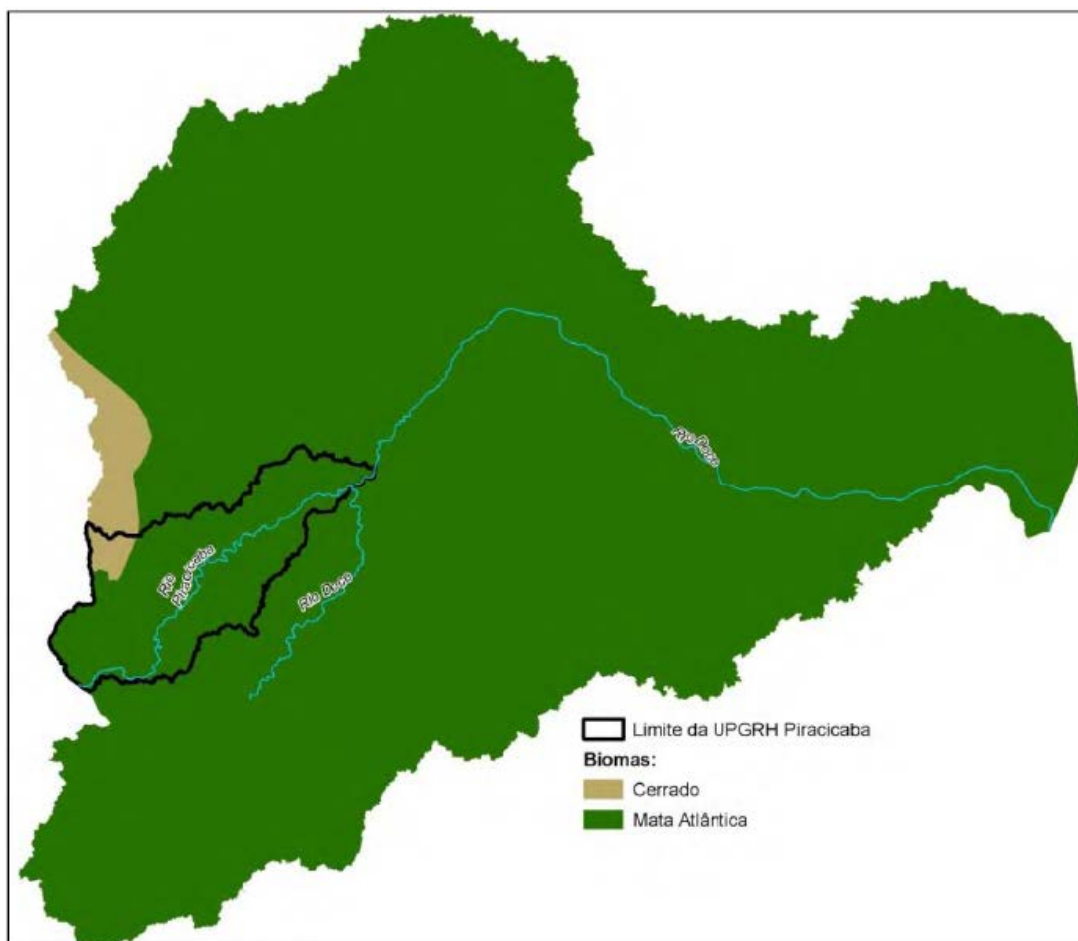 Rio Doce
Rio
Piracicaba
Rio Doce
Limite da UPGRH Piracicaba
Biomas:
Cerrado
Mata Atlântica